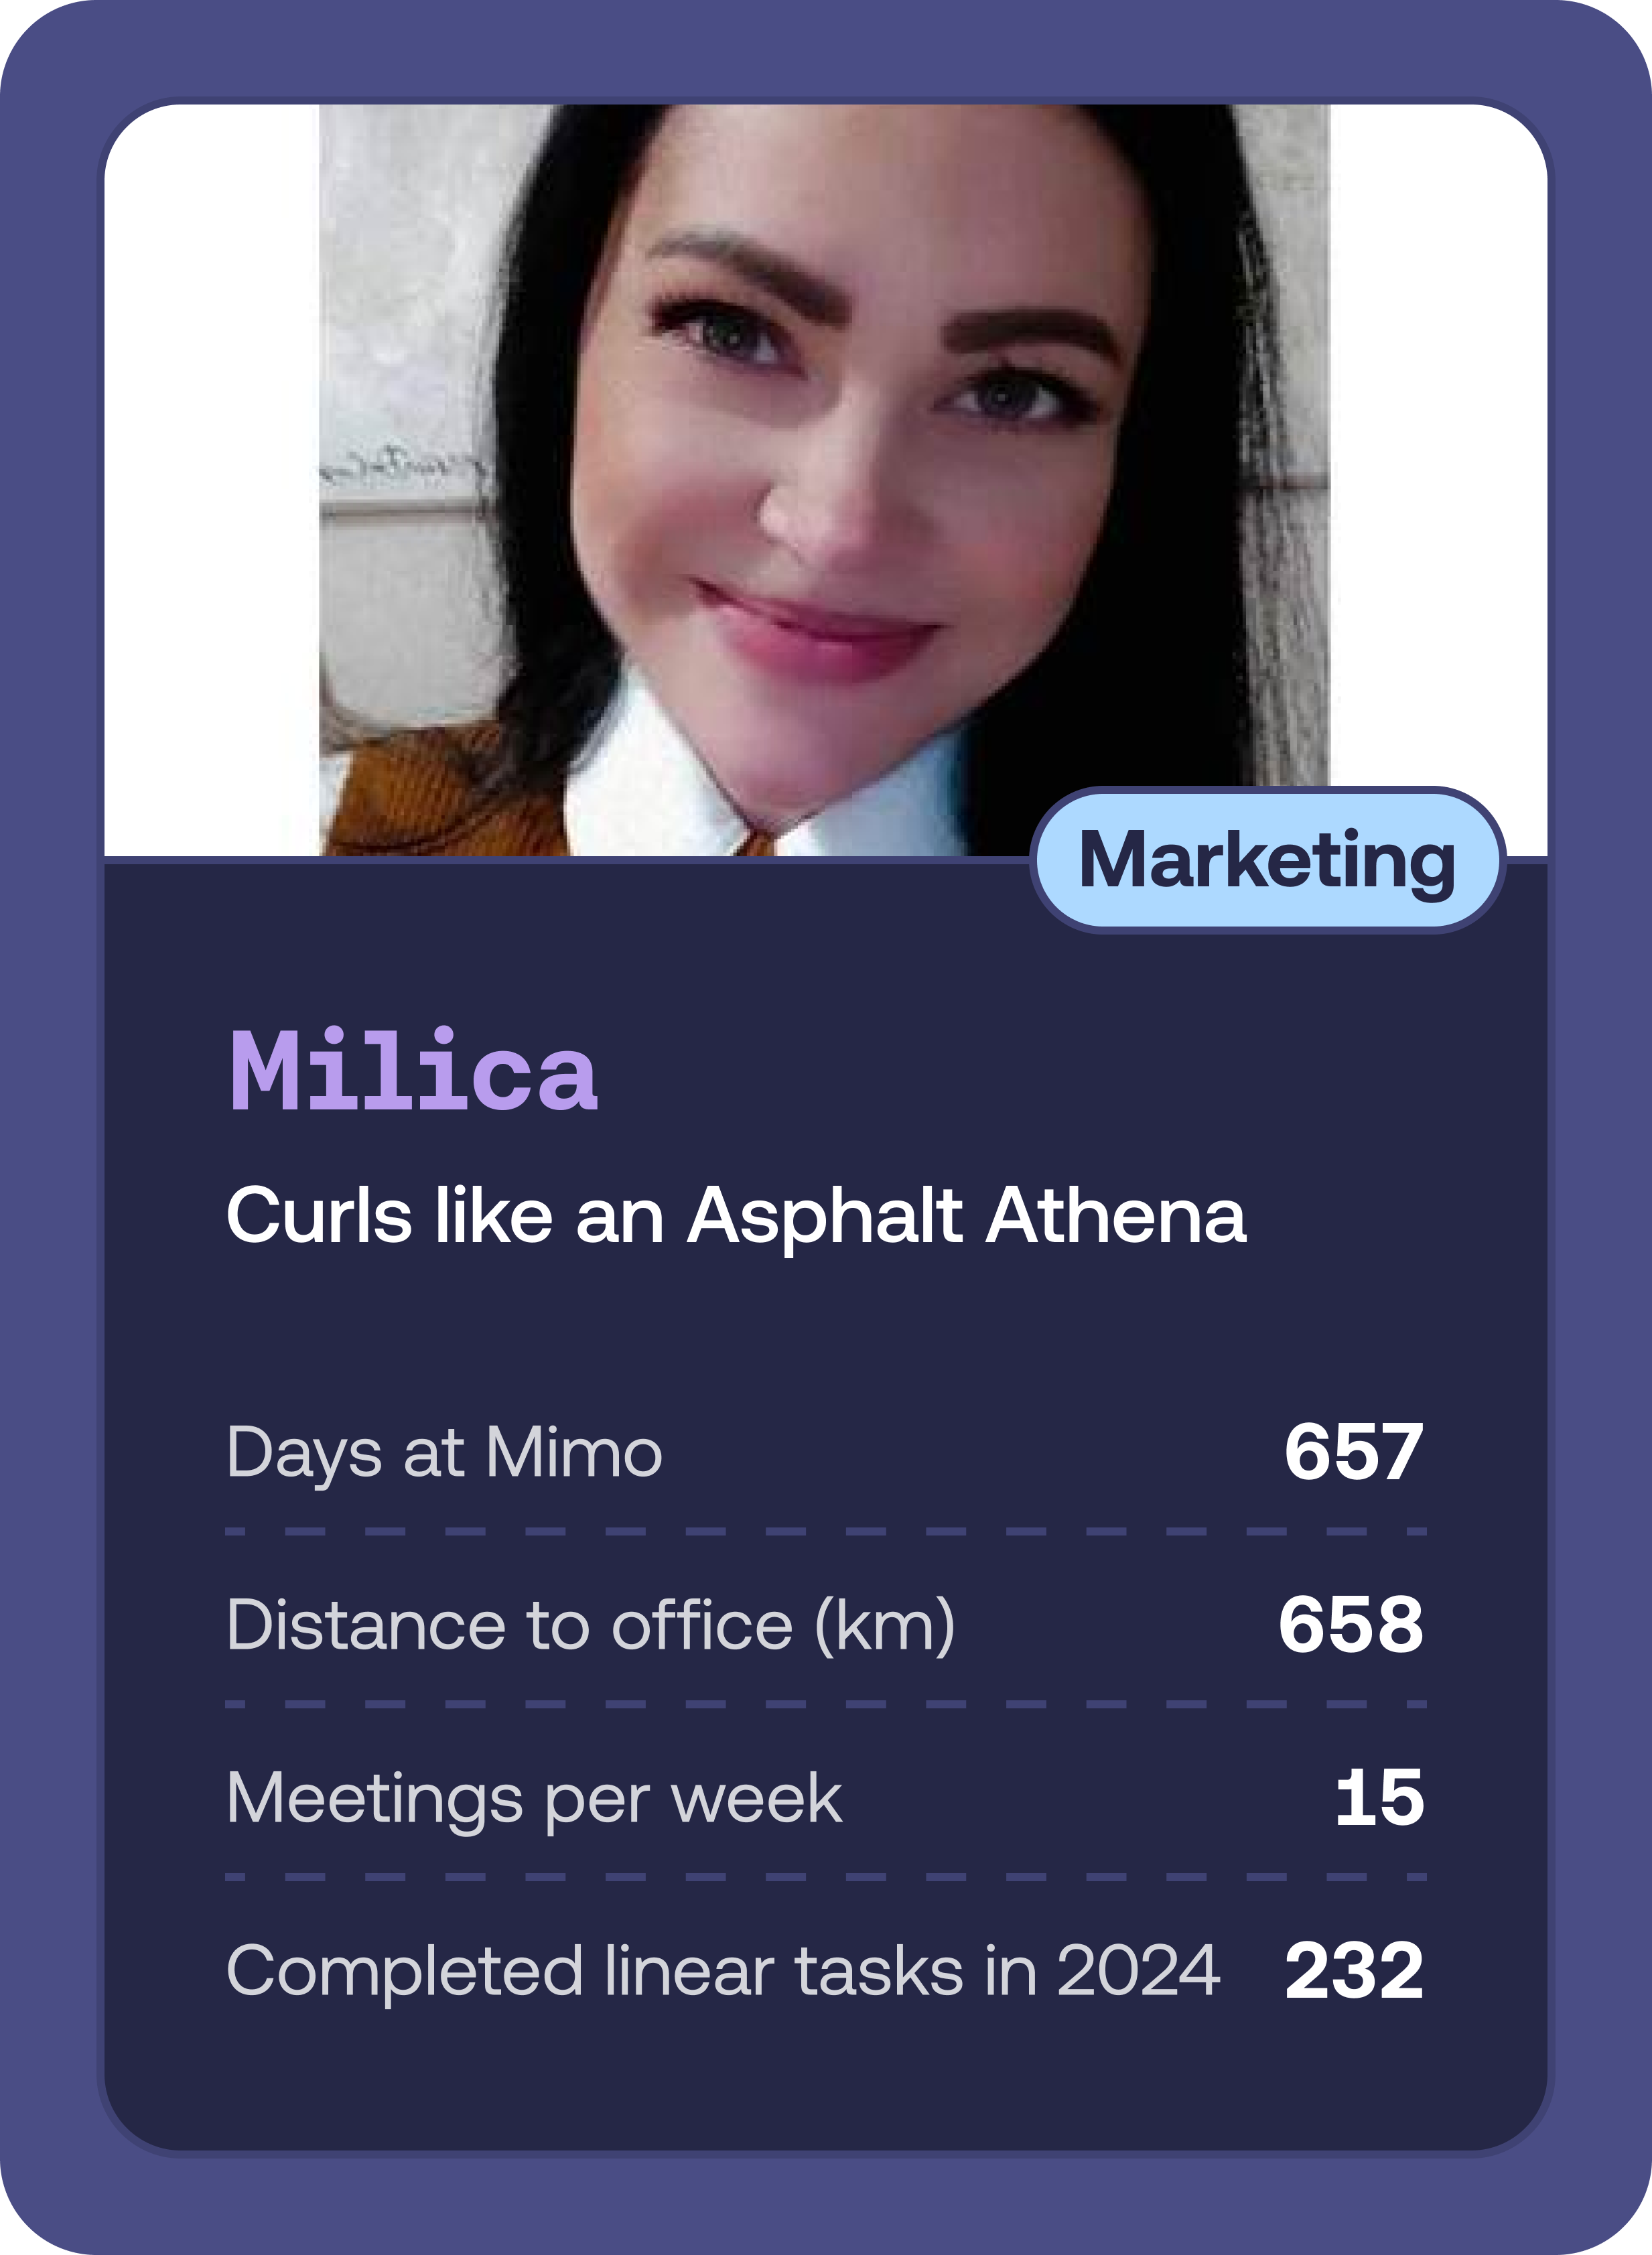 Marketing
Milica
Curls like an Asphalt Athena
Days at Mimo 657
Distance to office (km) 658
Meetings per week 15
Completed linear tasks in 2024 232